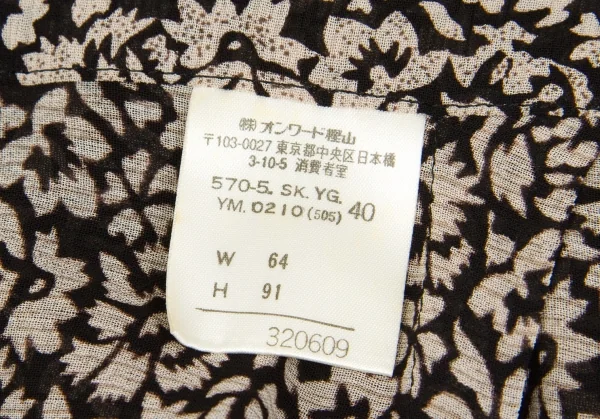 ㈱ オンワード樫山
〒103-0027 東京都中央区日本橋
3-10-5 消費者室
570-5. SK. YG. 40
YM. 0210 (505)
W 64
H 91
320609